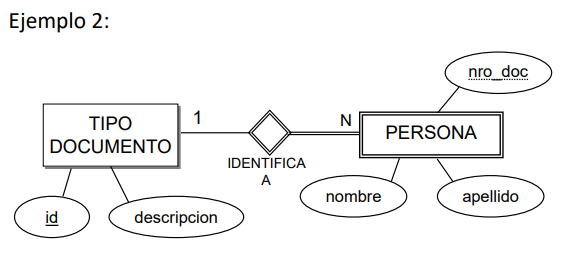 Ejemplo 2:
nro_doc
TIPO
DOCUMENTO
1
IDENTIFICA
A
N
PERSONA
id
descripcion
nombre
apellido